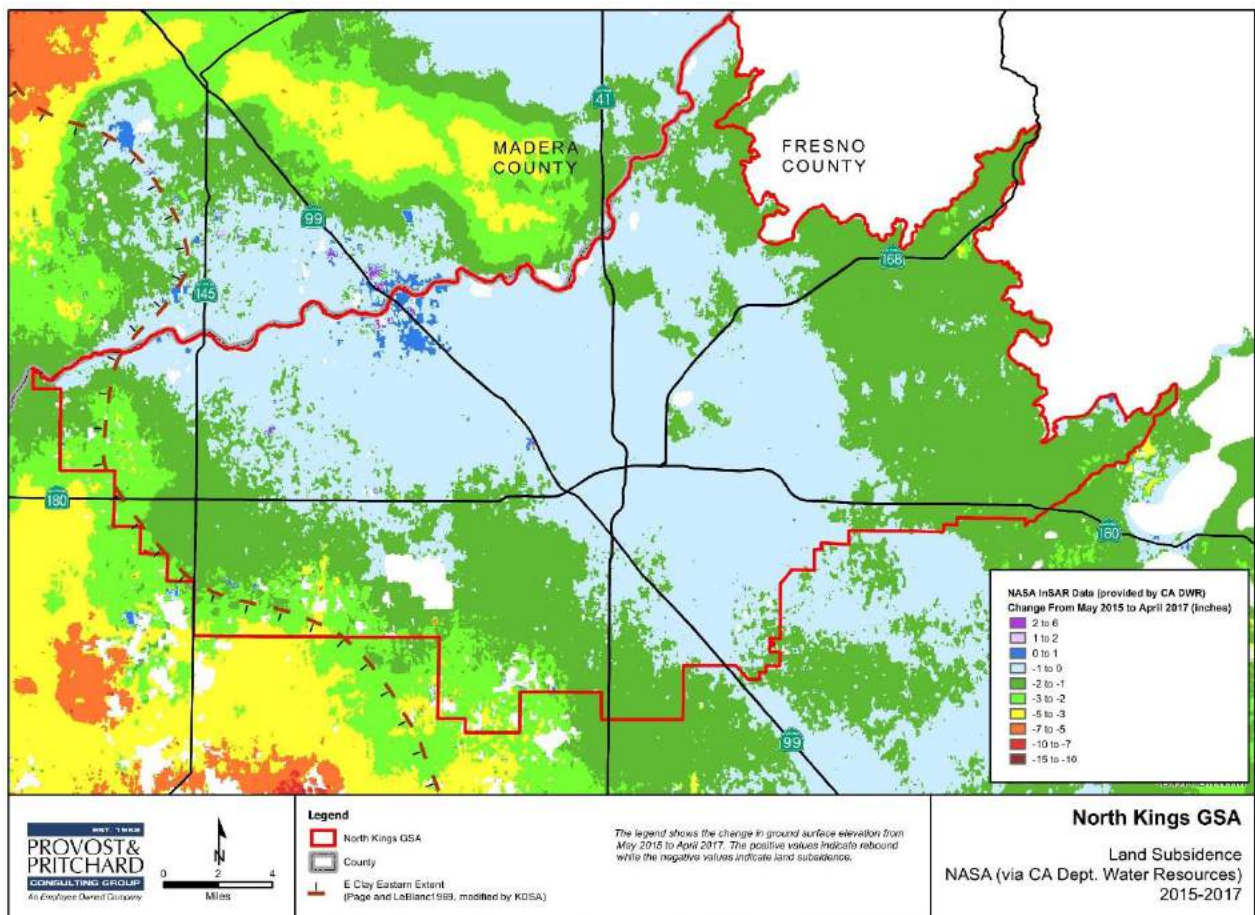 MADERA
COUNTY
FRESNO
COUNTY
41
99
168
145
180
180
99
NASA InSAR Data (provided by CA DWR)
Change From May 2015 to April 2017 (inches)
2 to 6
1 to 2
0 to 1
-1 to 0
-2 to -1
-3 to -2
-5 to -3
-7 to -5
-10 to -7
-15 to -10
EST. 1968
PROVOST&
PRITCHARD
CONSULTING GROUP
An Employee Owned Company
N
0 2 4
Miles
Legend
North Kings GSA
County
E Clay Eastern Extent
(Page and LeBlanc1969, modified by KDSA)
The legend shows the change in ground surface elevation from
May 2015 to April 2017. The positive values indicate rebound
while the negative values indicate land subsidence.
North Kings GSA
Land Subsidence
NASA (via CA Dept. Water Resources)
2015-2017